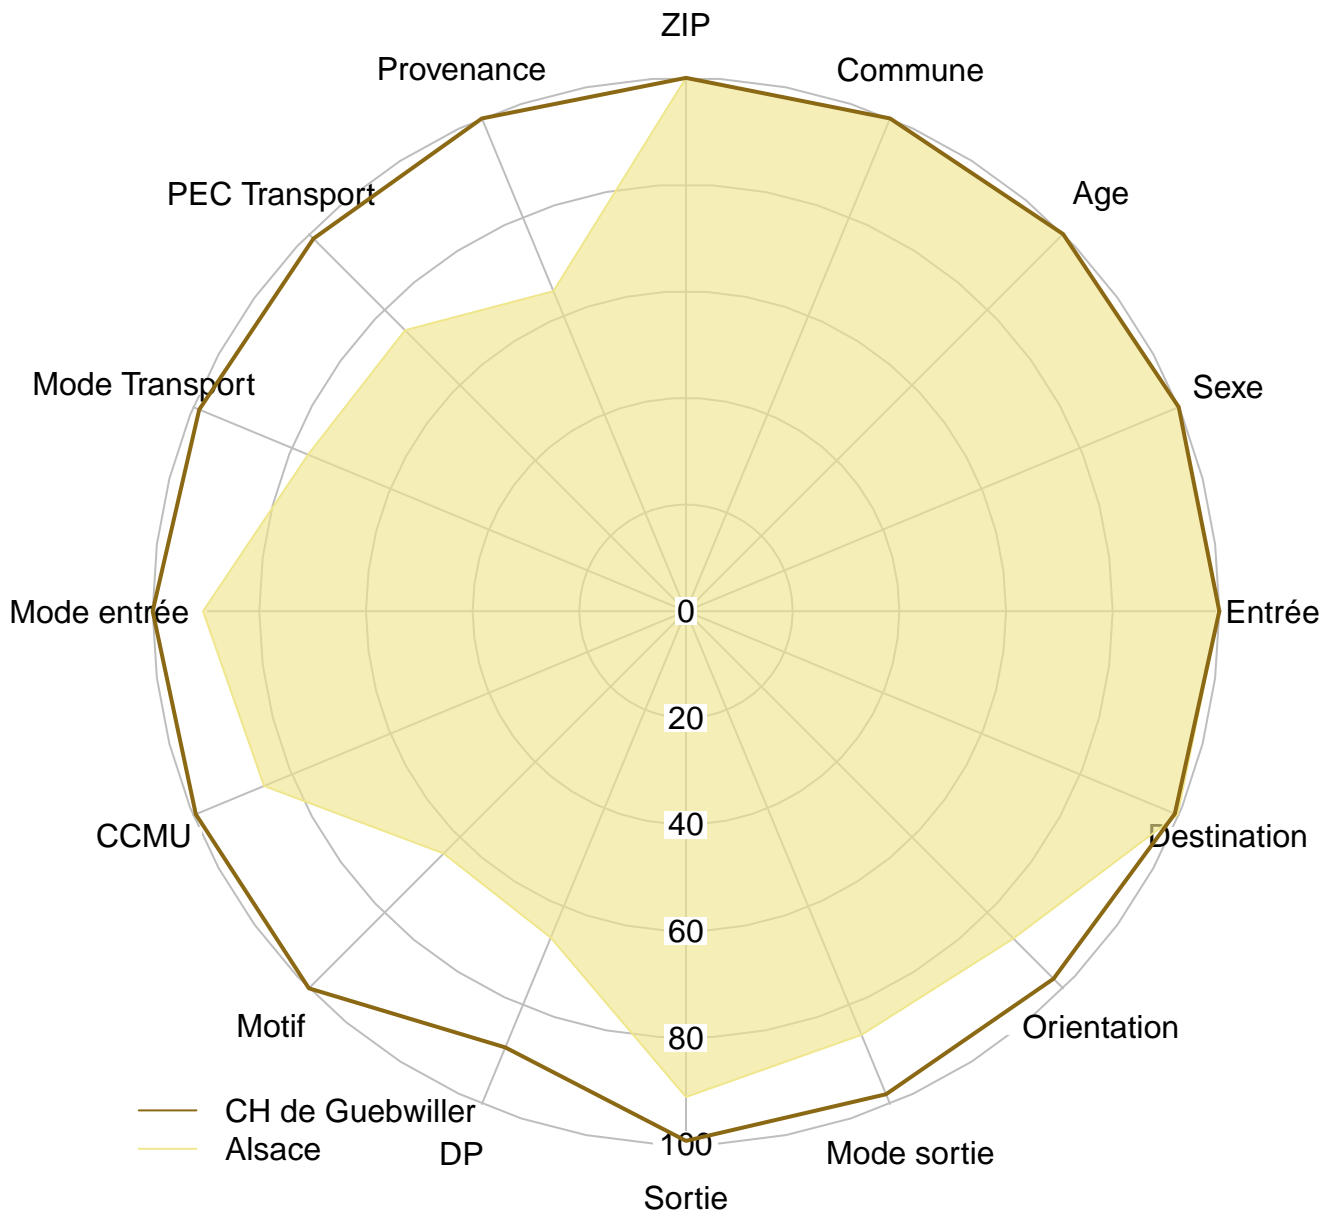 ZIP
Provenance
Commune
PEC Transport
Age
Mode Transport
Sexe
Mode entrée
0
Entrée
20
40
CCMU
Destination
60
Motif
80
Orientation
CH de Guebwiller
Alsace
DP
100
Mode sortie
Sortie